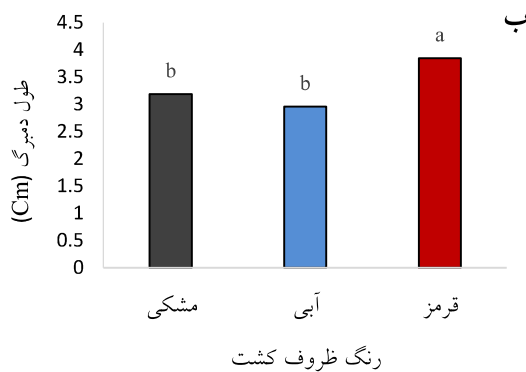 ب
طول دمبرگ (Cm)
4.5
4
3.5
3
2.5
2
1.5
1
0.5
0
b
b
a
مشکی
آبی
قرمز
رنگ ظروف کشت